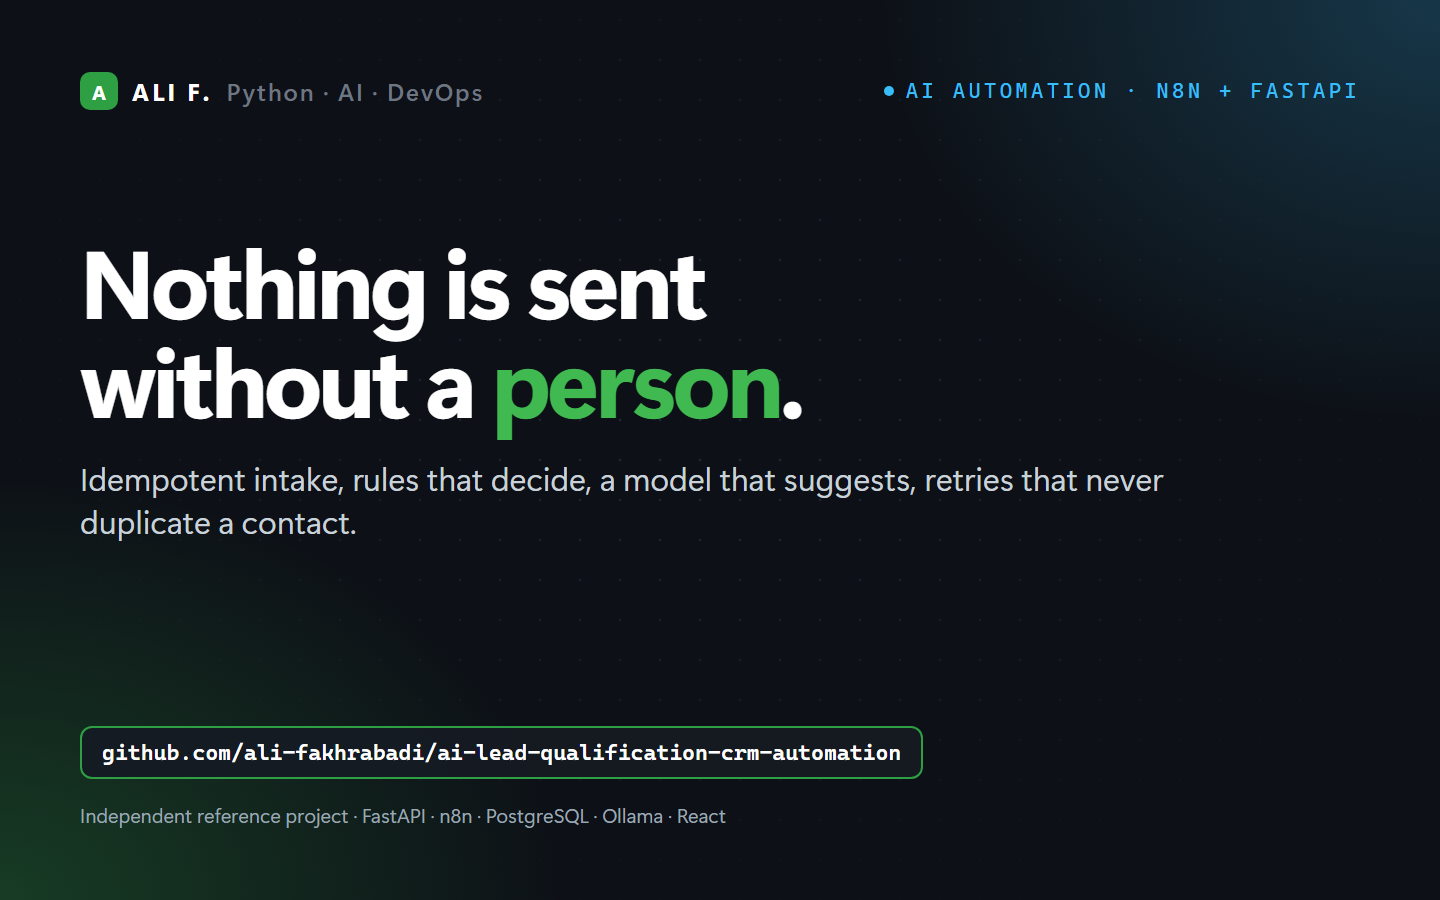 A ALI F. Python · AI · DevOps
AI AUTOMATION · N8N + FASTAPI
Nothing is sent
without a person.
Idempotent intake, rules that decide, a model that suggests, retries that never
duplicate a contact.
github.com/ali-fakhrabadi/ai-lead-qualification-crm-automation
Independent reference project · FastAPI · n8n · PostgreSQL · Ollama · React